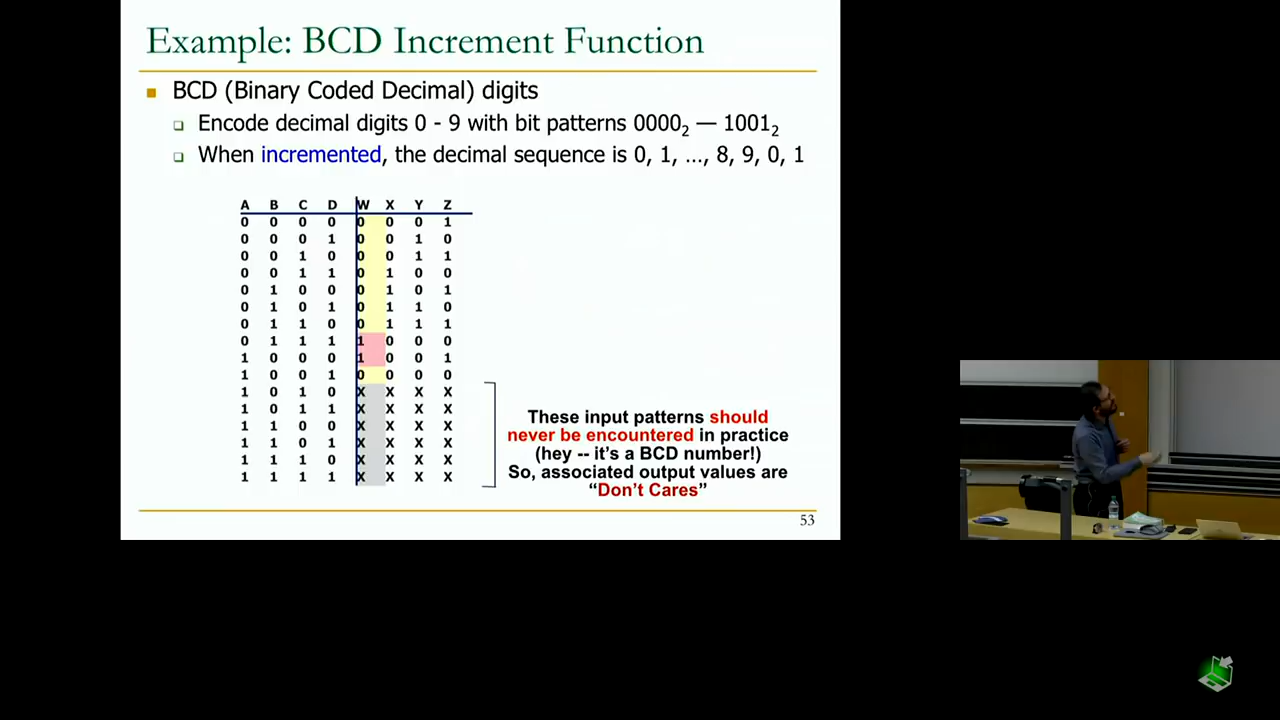 Example: BCD Increment Function
BCD (Binary Coded Decimal) digits
Encode decimal digits 0 - 9 with bit patterns 0000₂ — 1001₂
When incremented, the decimal sequence is 0, 1, …, 8, 9, 0, 1
A B C D W X Y Z
0 0 0 0 0 0 0 1
0 0 0 1 0 0 1 0
0 0 1 0 0 0 1 1
0 0 1 1 0 1 0 0
0 1 0 0 0 1 0 1
0 1 0 1 0 1 1 0
0 1 1 0 0 1 1 1
0 1 1 1 1 0 0 0
1 0 0 0 1 0 0 1
1 0 0 1 0 0 0 0
1 0 1 0 X X X X
1 0 1 1 X X X X
1 1 0 0 X X X X
1 1 0 1 X X X X
1 1 1 0 X X X X
1 1 1 1 X X X X
These input patterns should
never be encountered in practice
(hey -- it's a BCD number!)
So, associated output values are
“Don't Cares”
53